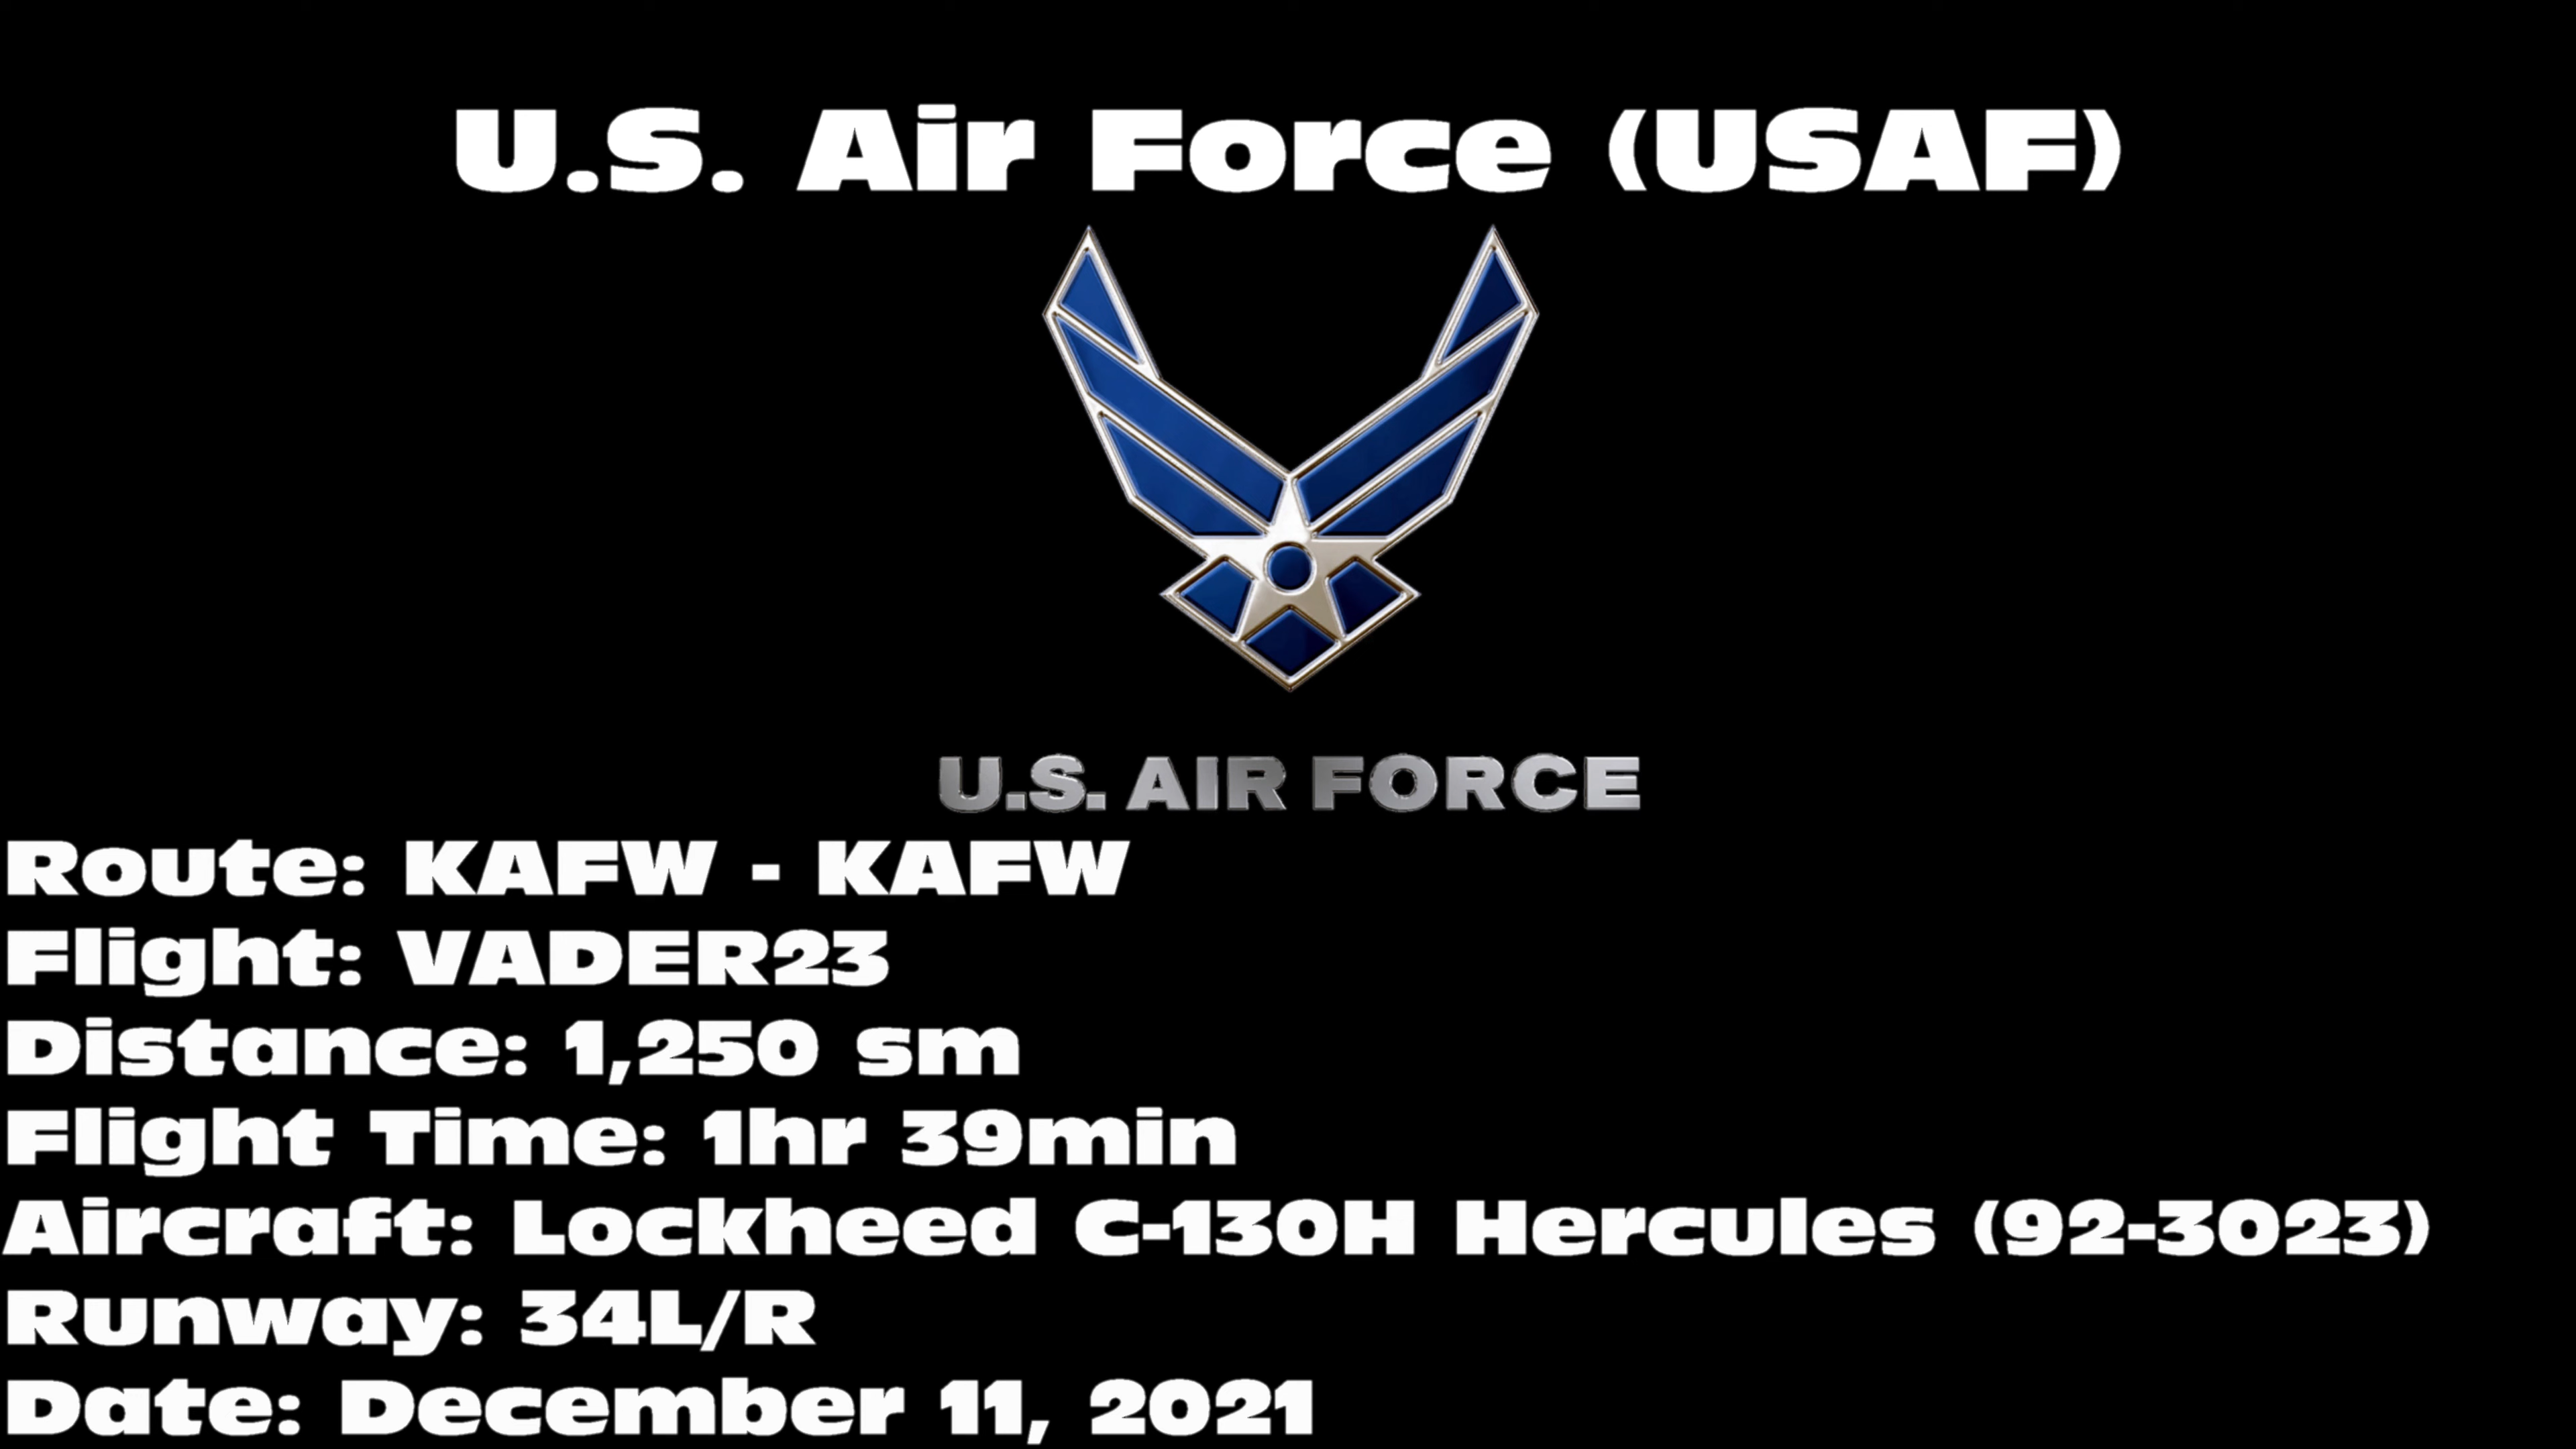 U.S. Air Force (USAF)
U.S. AIR FORCE
Route: KAFW - KAFW
Flight: VADER23
Distance: 1,250 sm
Flight Time: 1hr 39min
Aircraft: Lockheed C-130H Hercules (92-3023)
Runway: 34L/R
Date: December 11, 2021